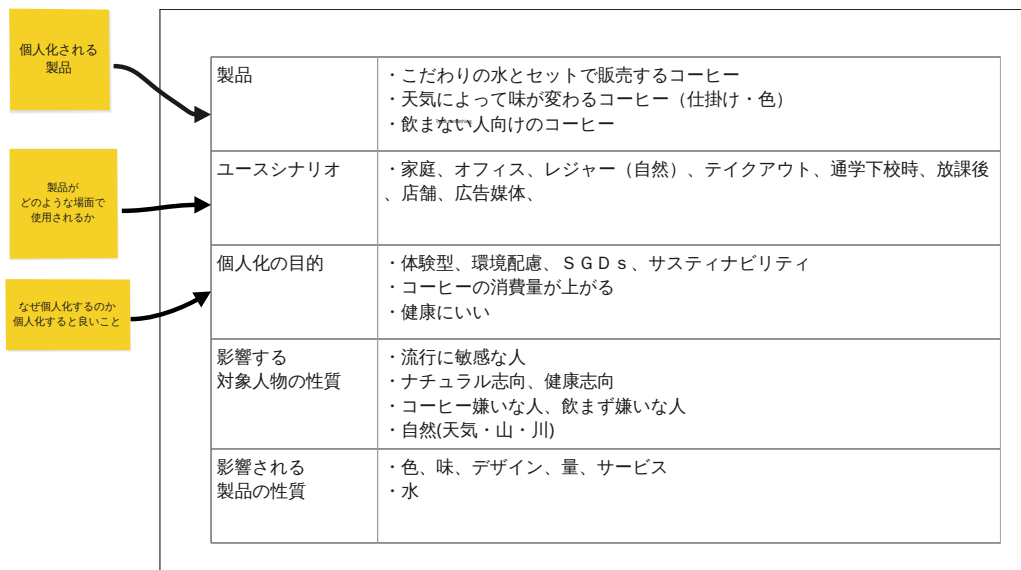 個人化される
製品
製品が
どのような場面で
使用されるか
なぜ個人化するのか
個人化すると良いこと
製品
・こだわりの水とセットで販売するコーヒー
・天気によって味が変わるコーヒー（仕掛け・色）
・飲まない人向けのコーヒー
ユースシナリオ
・家庭、オフィス、レジャー（自然）、テイクアウト、通学下校時、放課後
、店舗、広告媒体、
個人化の目的
・体験型、環境配慮、ＳＧＤｓ、サスティナビリティ
・コーヒーの消費量が上がる
・健康にいい
影響する
対象人物の性質
・流行に敏感な人
・ナチュラル志向、健康志向
・コーヒー嫌いな人、飲まず嫌いな人
・自然(天気・山・川)
影響される
製品の性質
・色、味、デザイン、量、サービス
・水